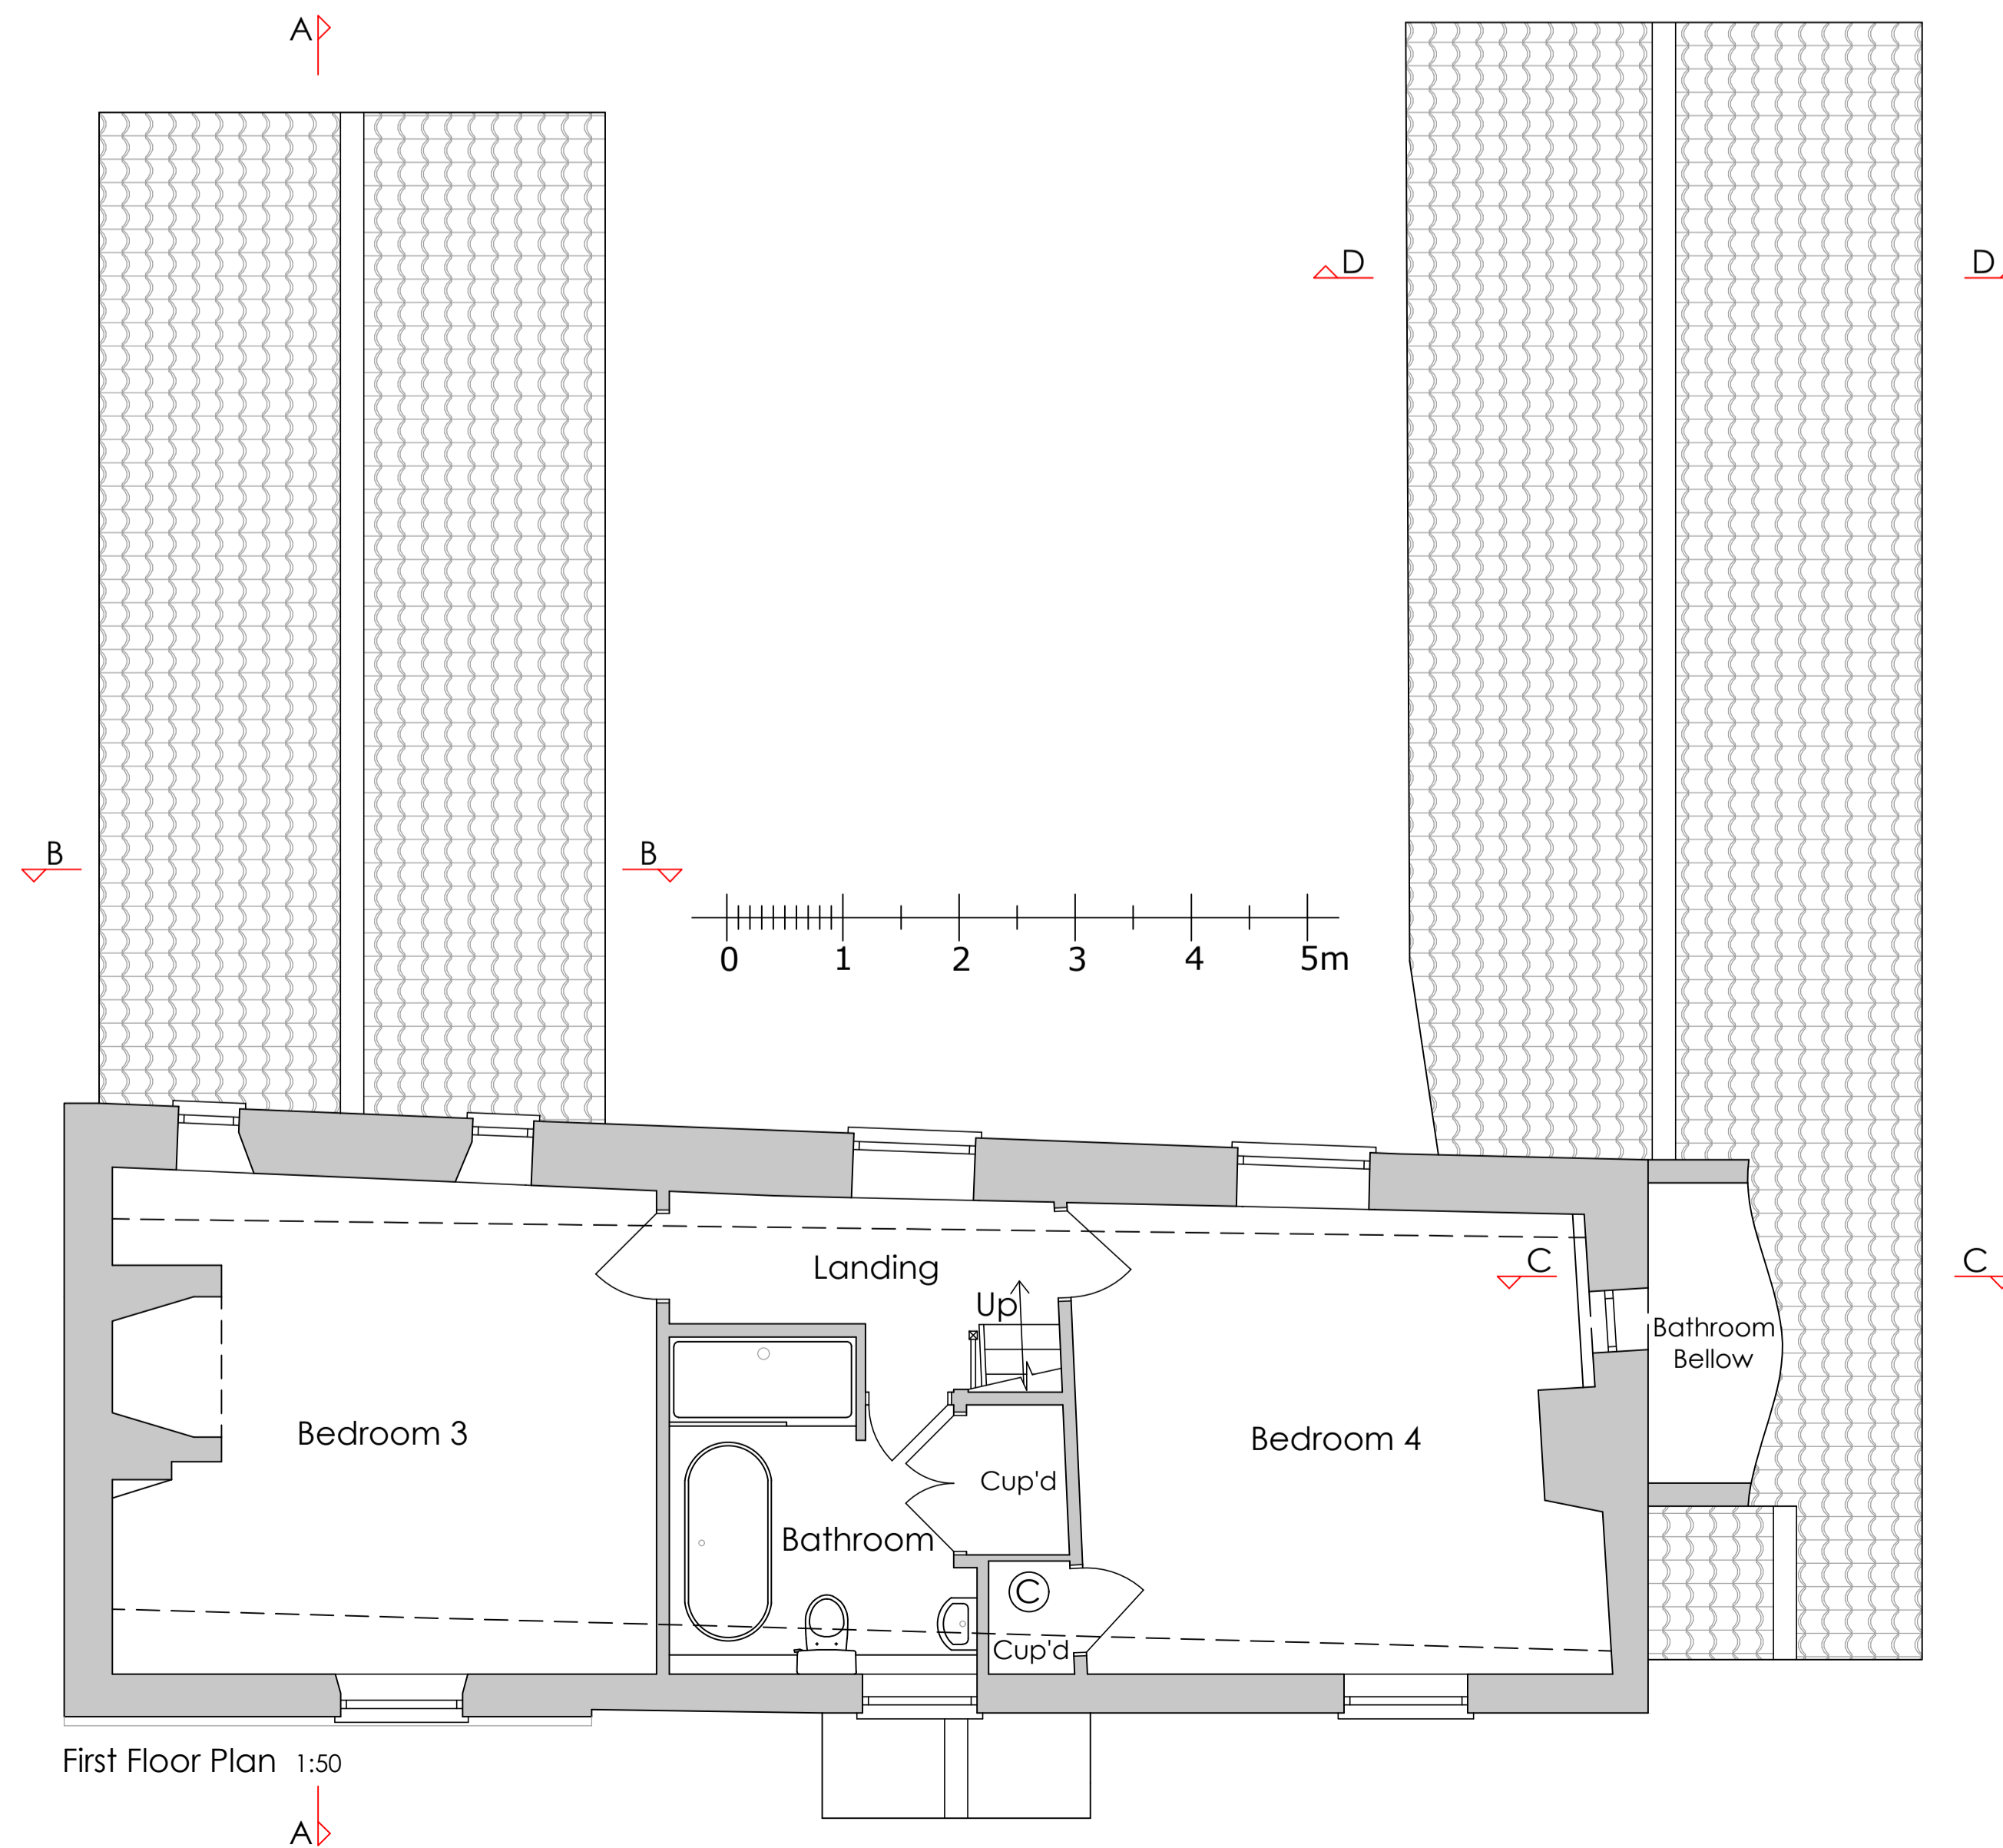 A
D
D
B
B
0 1 2 3 4 5m
Landing
C
C
Up
Bathroom
Bellow
Bedroom 3
Bedroom 4
Cup'd
Bathroom
C
Cup'd
First Floor Plan 1:50
A